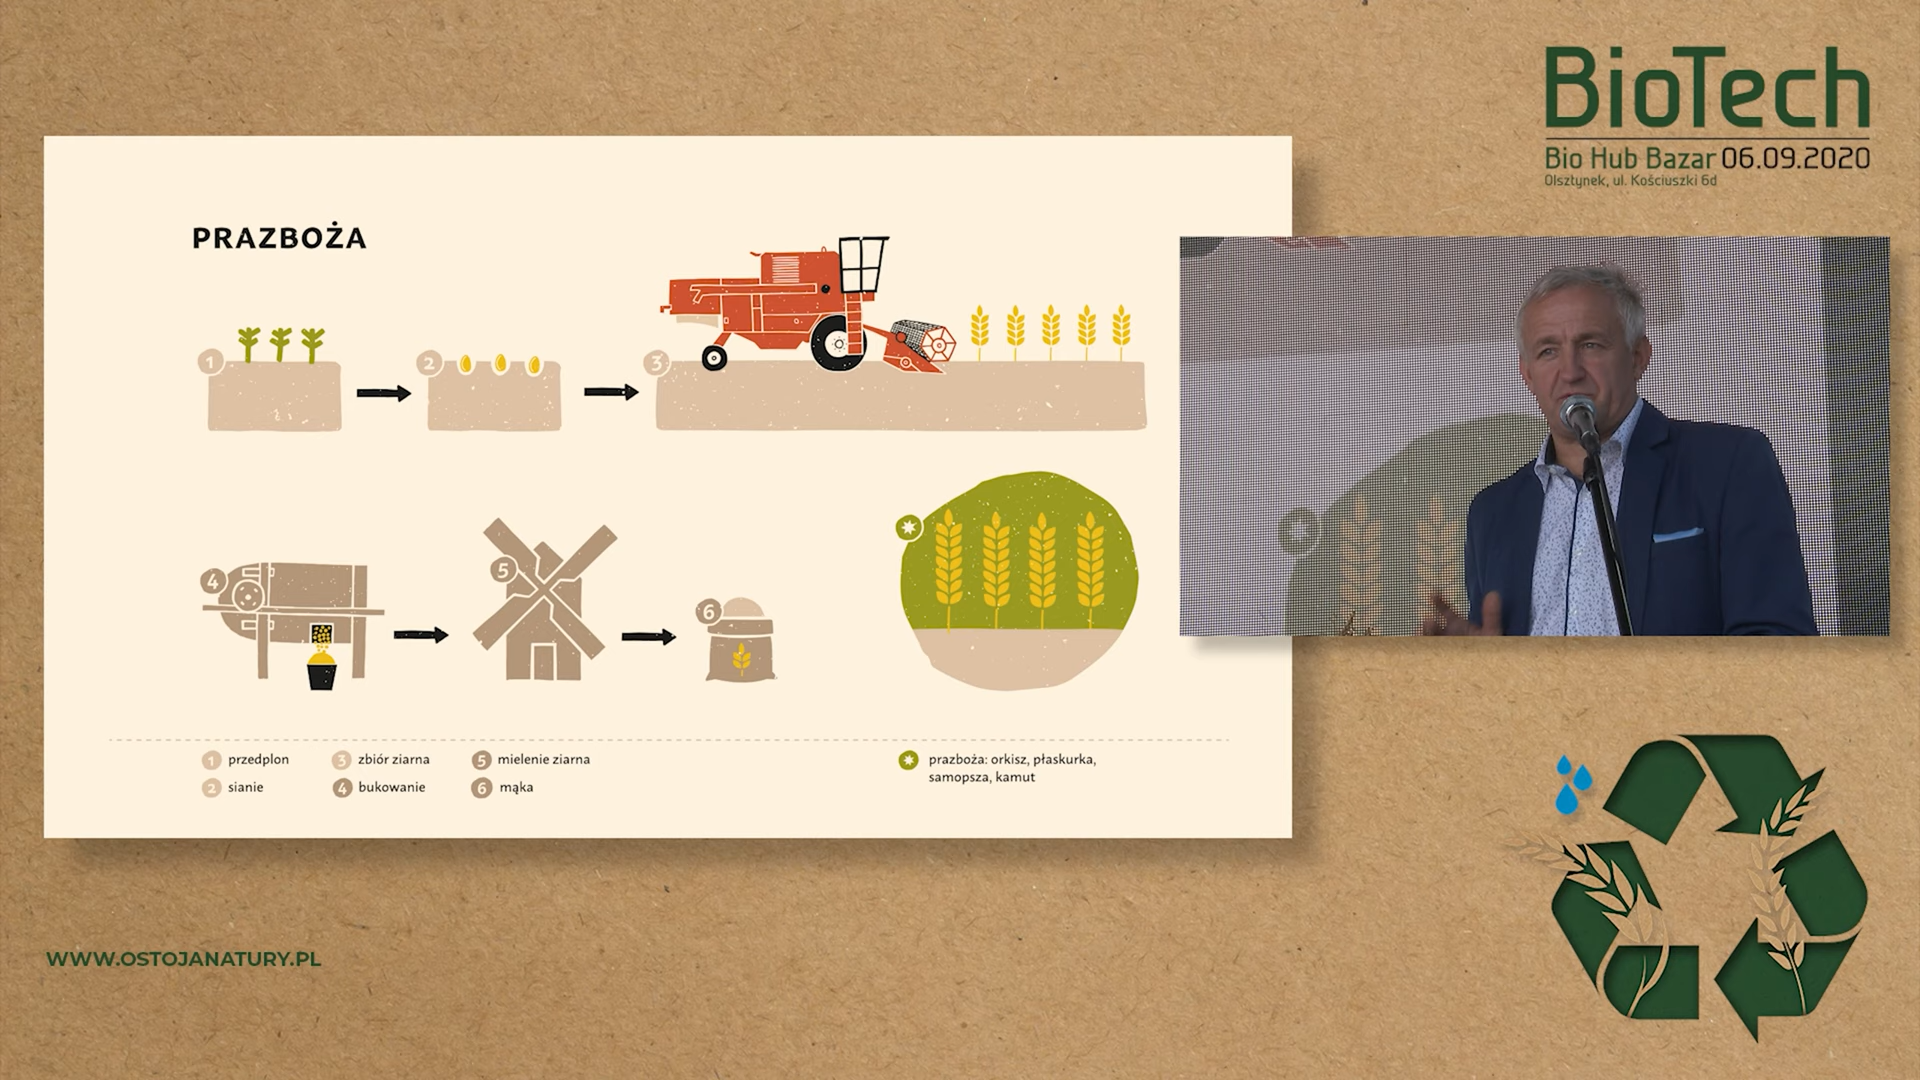 BioTech
Bio Hub Bazar 06.09.2020
Olsztynek, ul. Kościuszki 6d
PRAZBOŻA
1
2
3
4
5
6
1 przedplon
2 sianie
3 zbiór ziarna
4 bukowanie
5 mielenie ziarna
6 mąka
prazboża: orkisz, płaskurka,
samopsza, kamut
WWW.OSTOJANATURY.PL